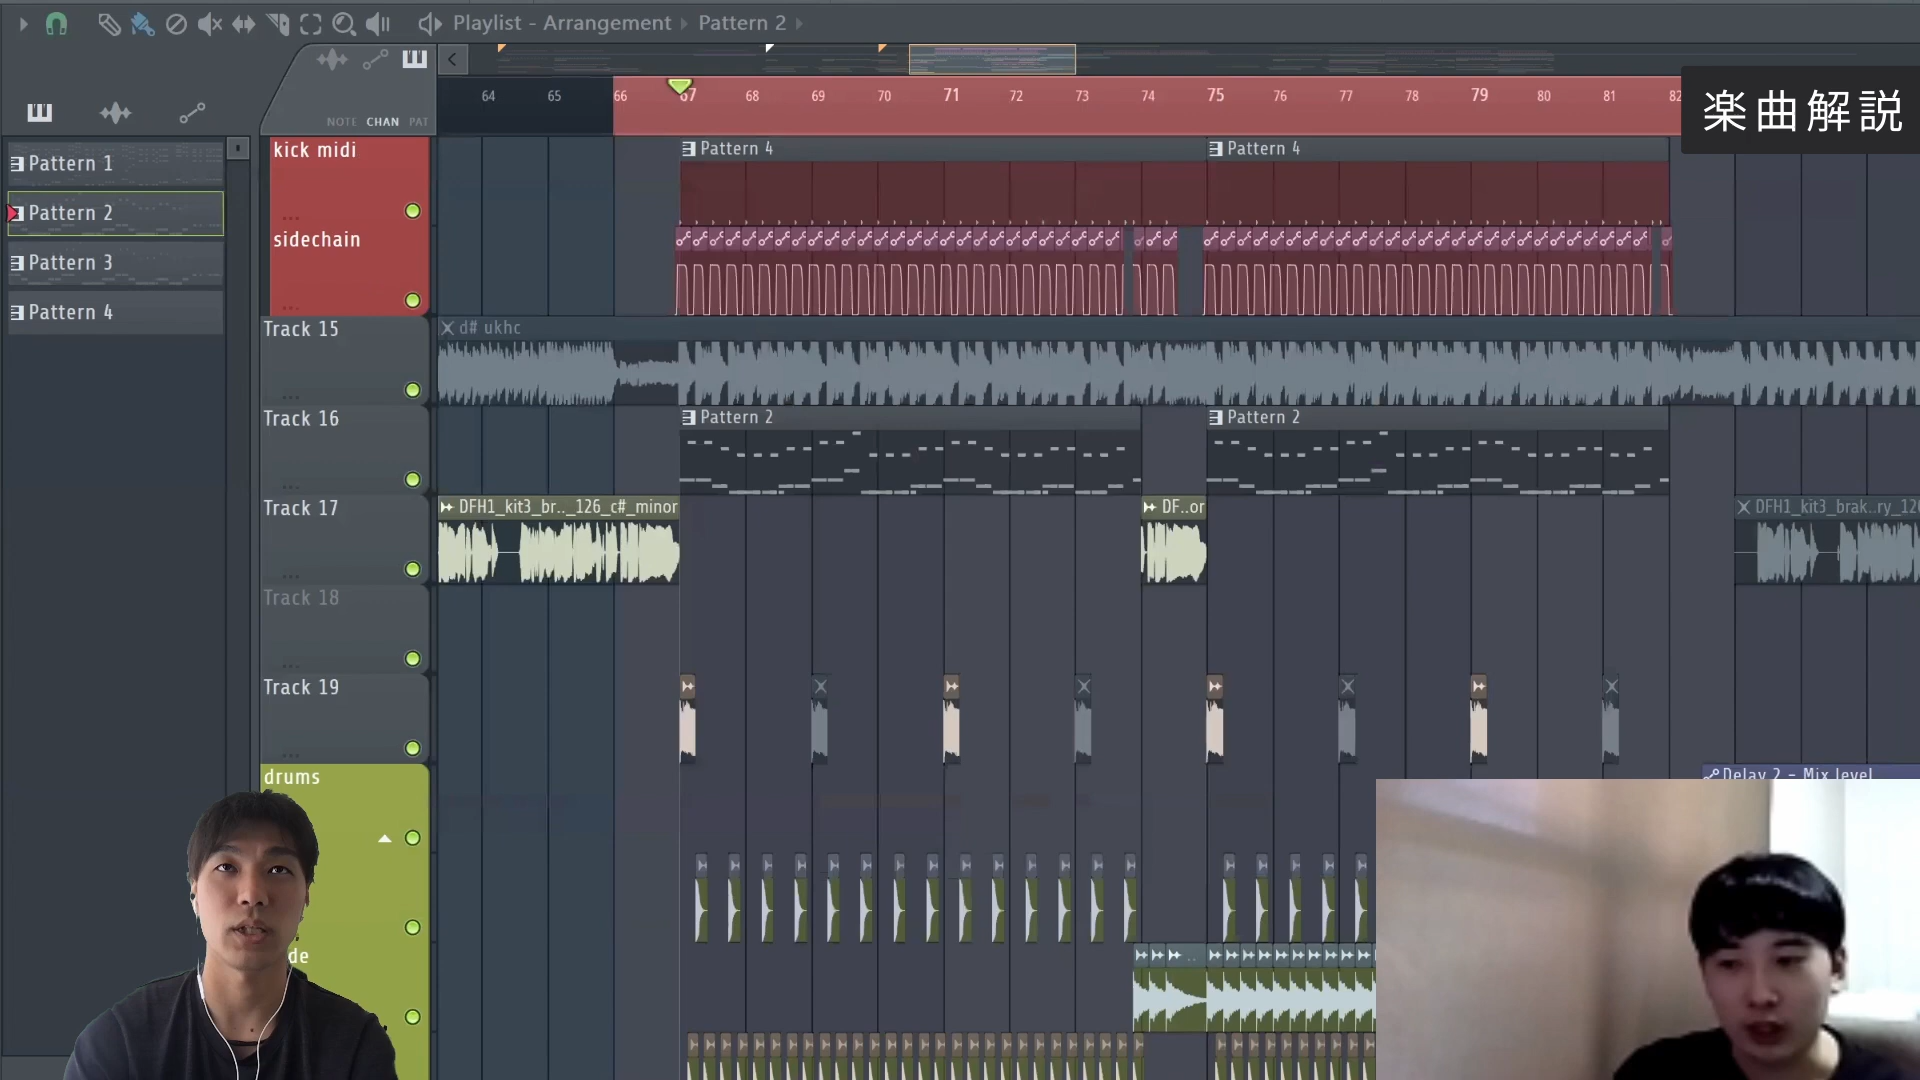 Playlist - Arrangement
Pattern 2
楽曲解説
NOTE CHAN PAT
64 65 66 67 68 69 70 71 72 73 74 75 76 77 78 79 80 81 82
Pattern 1
Pattern 2
Pattern 3
Pattern 4
kick midi
Pattern 4
Pattern 4
sidechain
Track 15
d# ukhc
Track 16
Pattern 2
Pattern 2
Track 17
DFH1_kit3_br.._126_c#_minor
DF..or
DFH1_kit3_brak..ry_12
Track 18
Track 19
drums
Delay 2 - Mix level
de